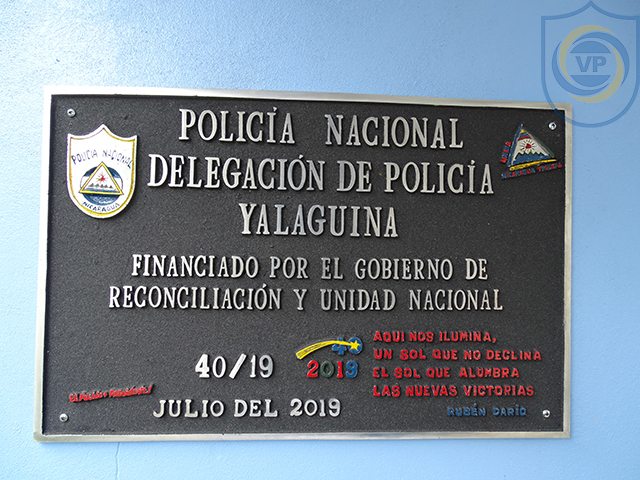 VP
POLICÍA NACIONAL
DELEGACIÓN DE POLICÍA
YALAGUINA
FINANCIADO POR EL GOBIERNO DE
RECONCILIACIÓN Y UNIDAD NACIONAL
40/19
JULIO DEL 2019
POLICIA NACIONAL
NICARAGUA
40
2019
AQUI NOS ILUMINA,
UN SOL QUE NO DECLINA
EL SOL QUE ALUMBRA
LAS NUEVAS VICTORIAS
RUBÉN DARÍO